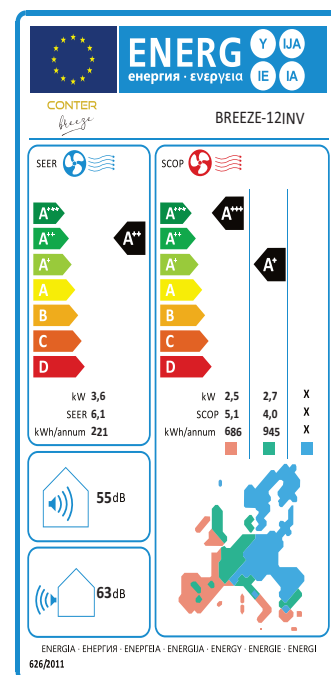 ENERG
енергия · ενεργεια
Y IJA
IE IA
CONTER
breeze
BREEZE-12INV
SEER
SCOP
A+++
A++
A+
A
B
C
D
A++
A+++
A++
A+
A
B
C
D
A+++
A+
kW 3,6
SEER 6,1
kWh/annum 221
kW 2,5 2,7 X
SCOP 5,1 4,0 X
kWh/annum 686 945 X
55dB
63dB
ENERGIA · ЕНЕРГИЯ · ΕΝΕΡΓΕΙΑ · ENERGIJA · ENERGY · ENERGIE · ENERGI
626/2011